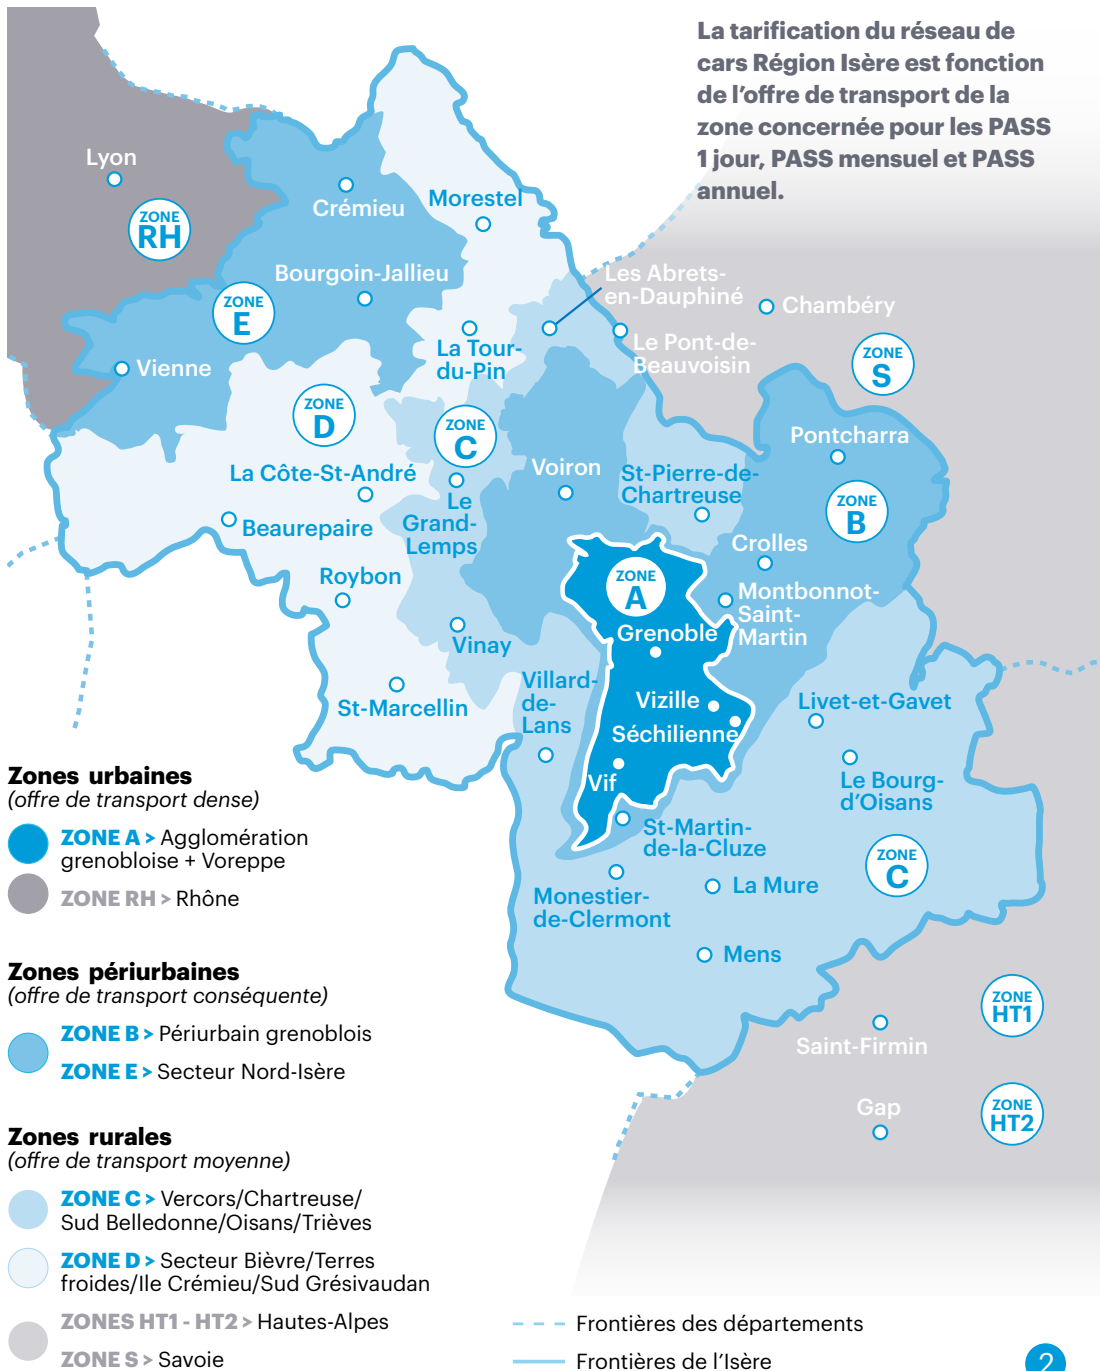 La tarification du réseau de
cars Région Isère est fonction
de l'offre de transport de la
zone concernée pour les PASS
1 jour, PASS mensuel et PASS
annuel.
Lyon
ZONE
RH
Crémieu
Morestel
Bourgoin-Jallieu
Les Abrets-
en-Dauphiné
Chambéry
ZONE
E
La Tour-
du-Pin
Le Pont-de-
Beauvoisin
ZONE
S
Vienne
ZONE
D
ZONE
C
Pontcharra
La Côte-St-André
Voiron
St-Pierre-de-
Chartreuse
ZONE
B
Le
Grand-
Lemps
Beaurepaire
Crolles
Roybon
ZONE
A
Montbonnot-
Saint-
Martin
Grenoble
Vinay
Villard-
de-
Lans
St-Marcellin
Vizille
Séchilienne
Livet-et-Gavet
Vif
Le Bourg-
d'Oisans
St-Martin-
de-la-Cluze
ZONE
C
Monestier-
de-Clermont
La Mure
Mens
ZONE
HT1
Saint-Firmin
Gap
ZONE
HT2
Zones urbaines
(offre de transport dense)
ZONE A > Agglomération
grenobloise + Voreppe
ZONE RH > Rhône
Zones périurbaines
(offre de transport conséquente)
ZONE B > Périurbain grenoblois
ZONE E > Secteur Nord-Isère
Zones rurales
(offre de transport moyenne)
ZONE C > Vercors/Chartreuse/
Sud Belledonne/Oisans/Trièves
ZONE D > Secteur Bièvre/Terres
froides/Ile Crémieu/Sud Grésivaudan
ZONES HT1 - HT2 > Hautes-Alpes
ZONE S > Savoie
Frontières des départements
Frontières de l'Isère
2